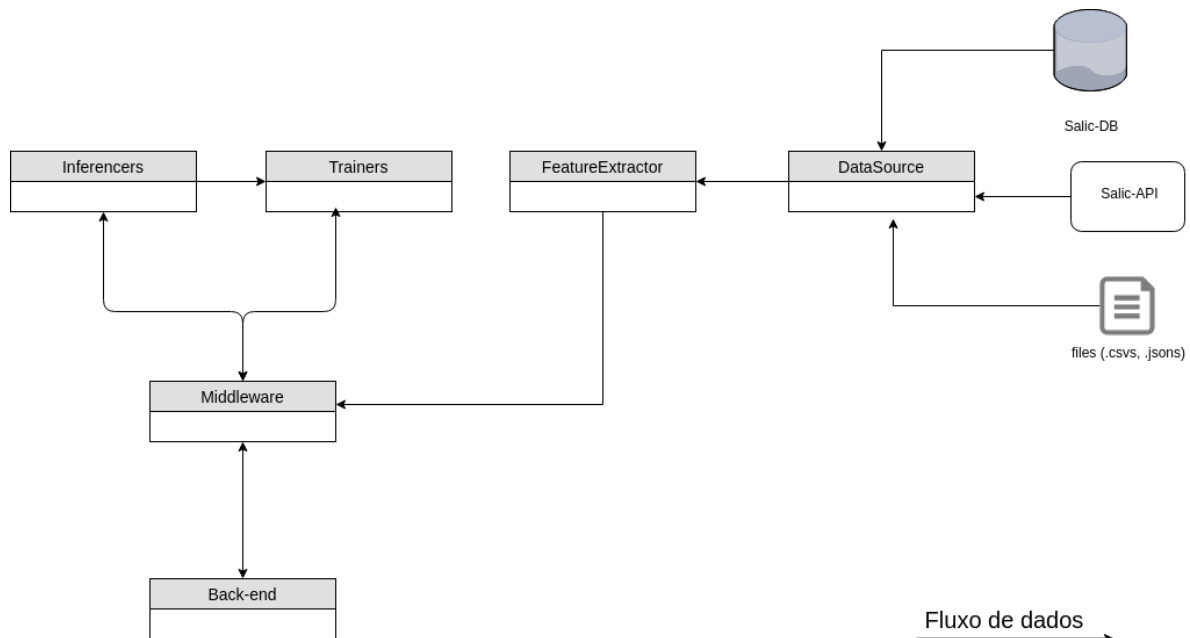 Salic-DB
Inferencers
Trainers
FeatureExtractor
DataSource
Salic-API
files (.csvs, .jsons)
Middleware
Back-end
Fluxo de dados